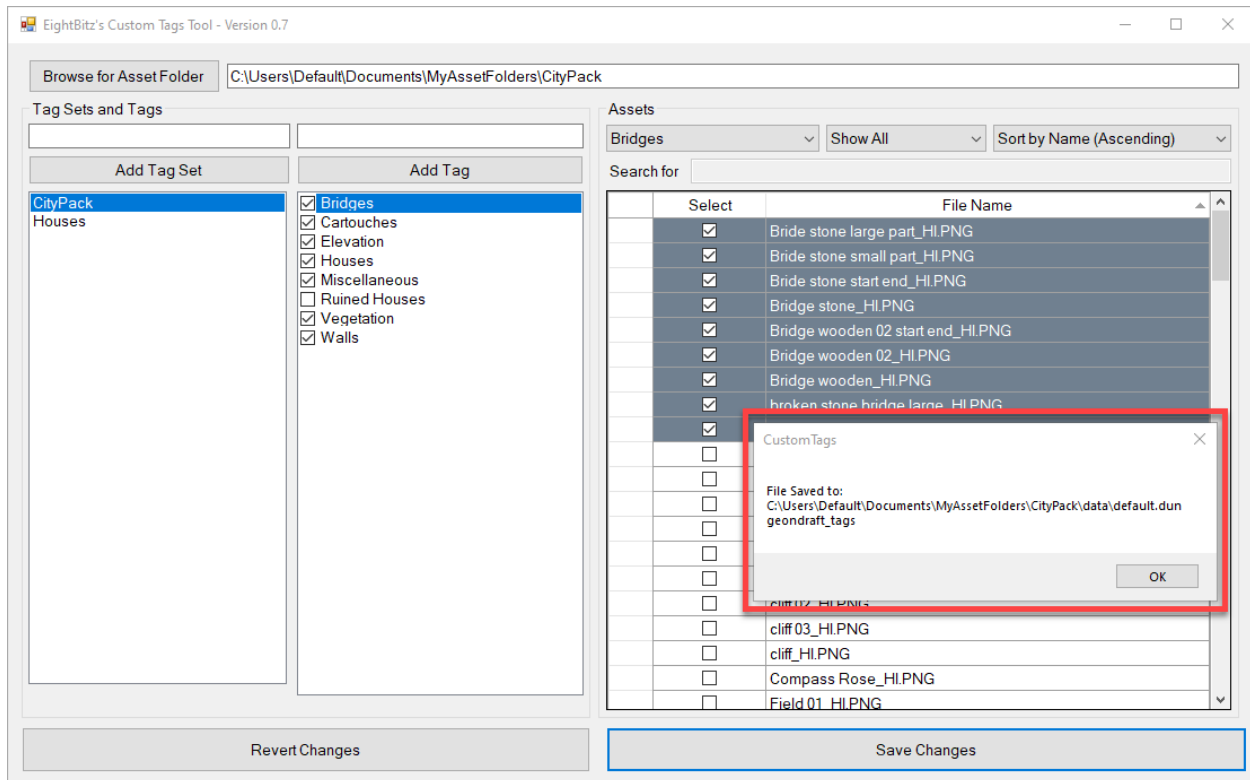 EightBitz's Custom Tags Tool - Version 0.7
Browse for Asset Folder
C:\Users\Default\Documents\MyAssetFolders\CityPack
Tag Sets and Tags
Add Tag Set
Add Tag
CityPack
Houses
Bridges
Cartouches
Elevation
Houses
Miscellaneous
Ruined Houses
Vegetation
Walls
Assets
Bridges
Show All
Sort by Name (Ascending)
Search for
Select
File Name
Bride stone large part_HI.PNG
Bride stone small part_HI.PNG
Bride stone start end_HI.PNG
Bridge stone_HI.PNG
Bridge wooden 02 start end_HI.PNG
Bridge wooden 02_HI.PNG
Bridge wooden_HI.PNG
broken stone bridge large_HI.PNG
CustomTags
File Saved to:
C:\Users\Default\Documents\MyAssetFolders\CityPack\data\default.dun
geondraft_tags
OK
cliff 02_HI.PNG
cliff 03_HI.PNG
cliff_HI.PNG
Compass Rose_HI.PNG
Field 01_HI.PNG
Revert Changes
Save Changes